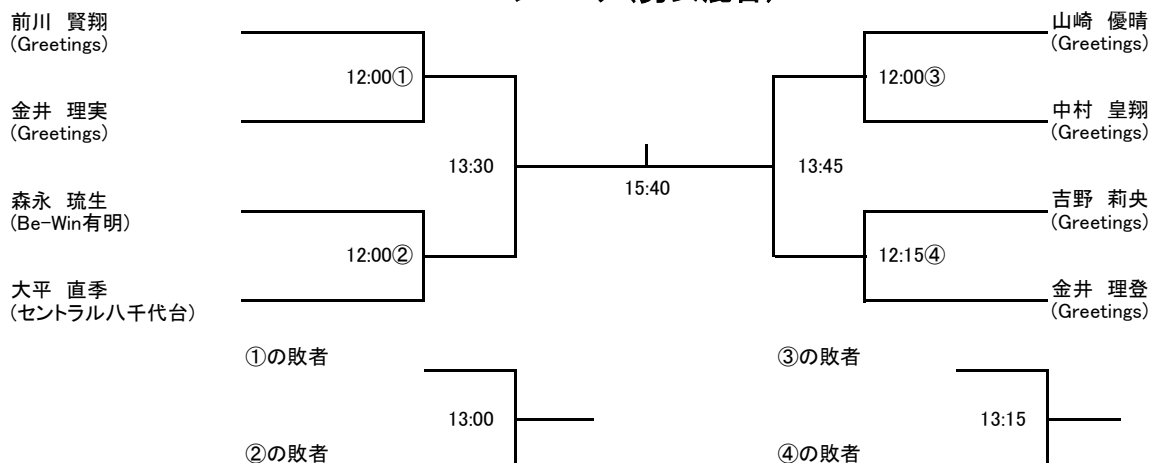 前川 賢翔
(Greetings)
12:00①
金井 理実
(Greetings)
13:30
森永 琉生
(Be-Win有明)
12:00②
大平 直季
(セントラル八千代台)
15:40
山崎 優晴
(Greetings)
12:00③
中村 皇翔
(Greetings)
13:45
吉野 莉央
(Greetings)
12:15④
金井 理登
(Greetings)
①の敗者
13:00
②の敗者
③の敗者
13:15
④の敗者